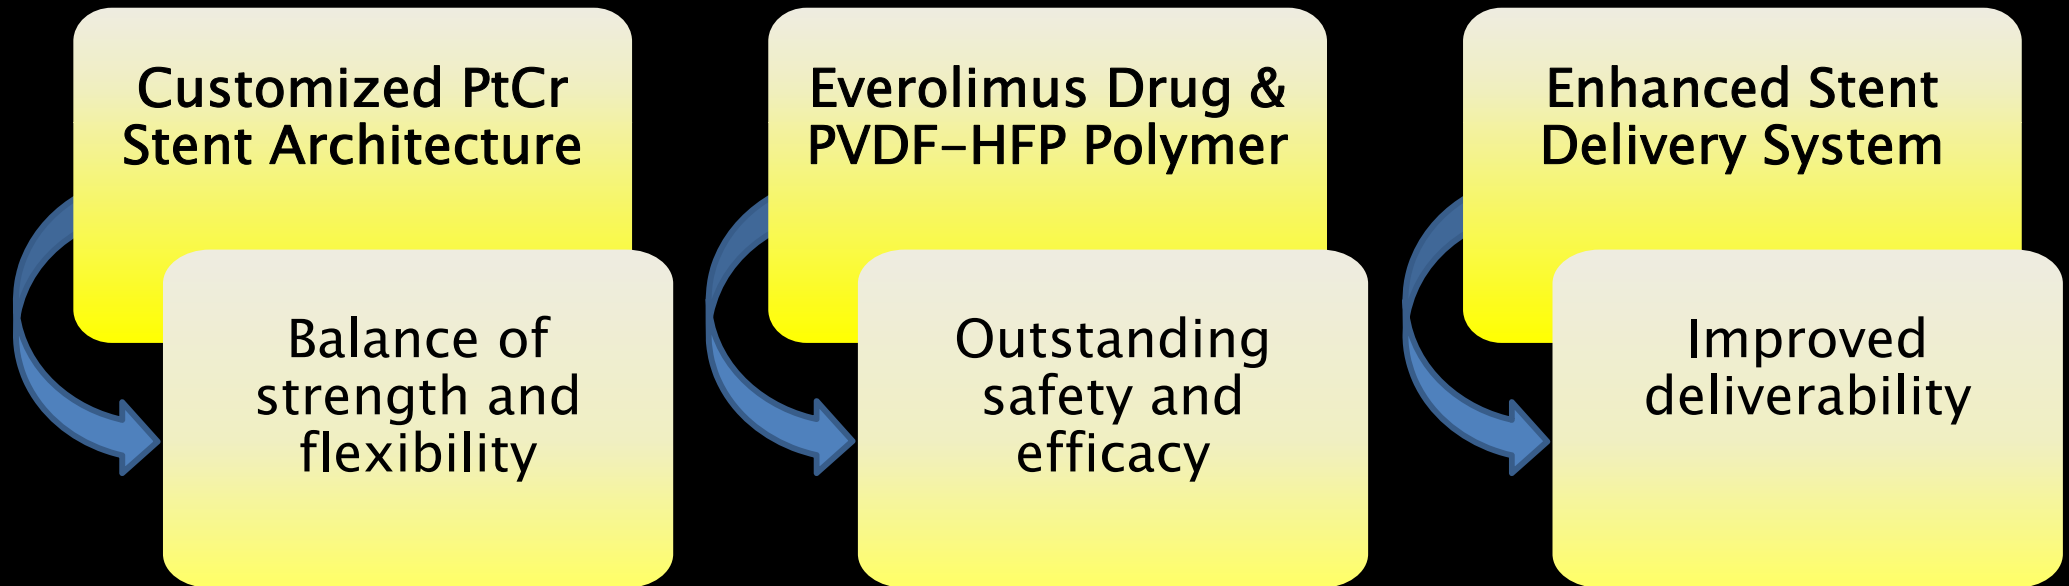 Customized PtCr
Stent Architecture
Balance of
strength and
flexibility
Everolimus Drug &
PVDF–HFP Polymer
Outstanding
safety and
efficacy
Enhanced Stent
Delivery System
Improved
deliverability